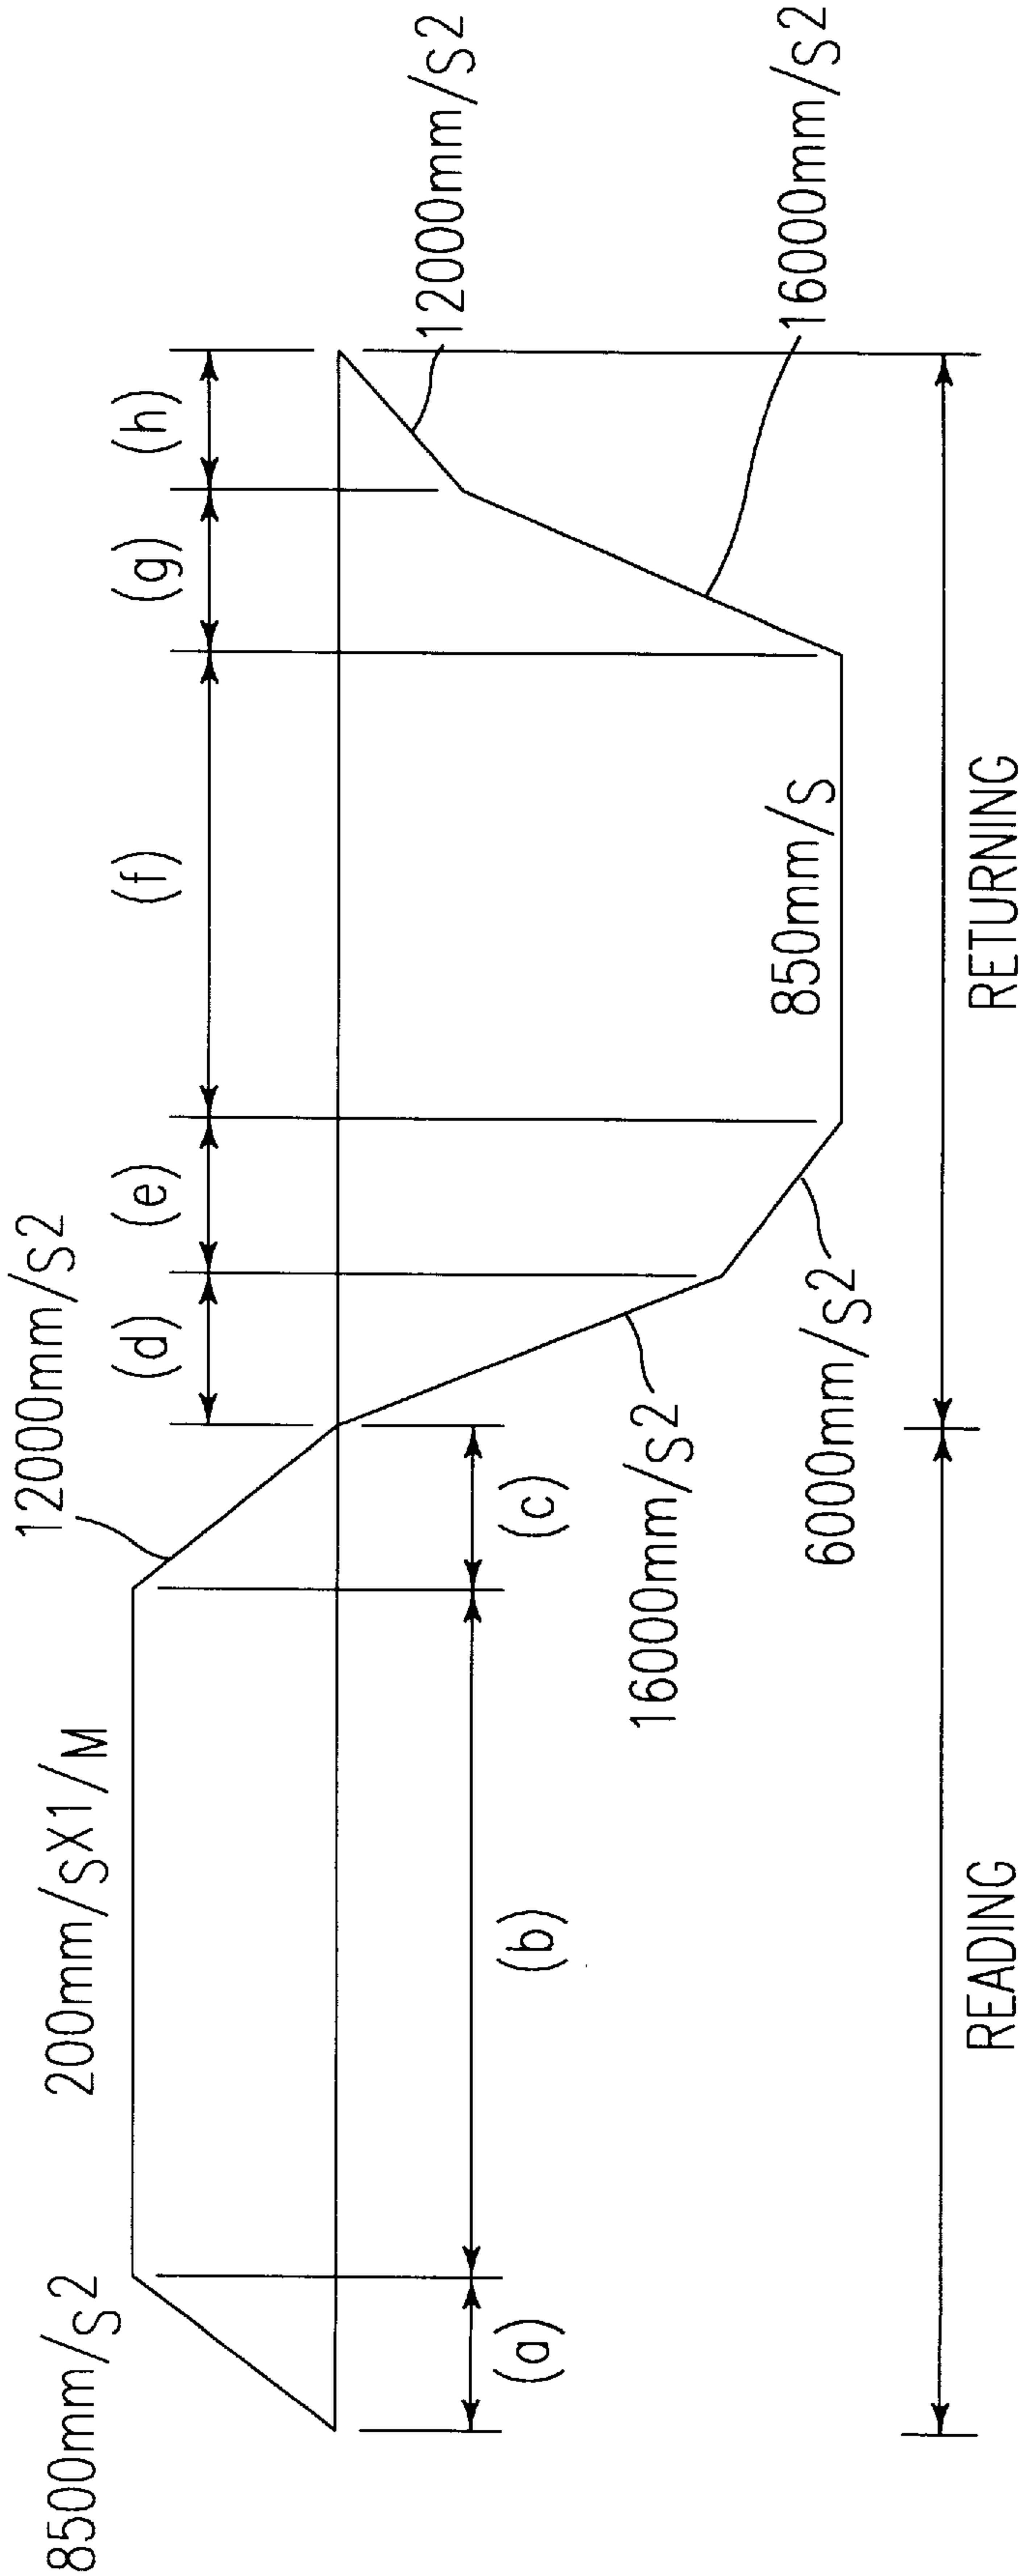 8500mm/S2
200mm/SX1/M
12000mm/S2
(a)
(b)
(c)
(d)
(e)
(f)
(g)
(h)
16000mm/S2
6000mm/S2
850mm/S
12000mm/S2
16000mm/S2
READING
RETURNING